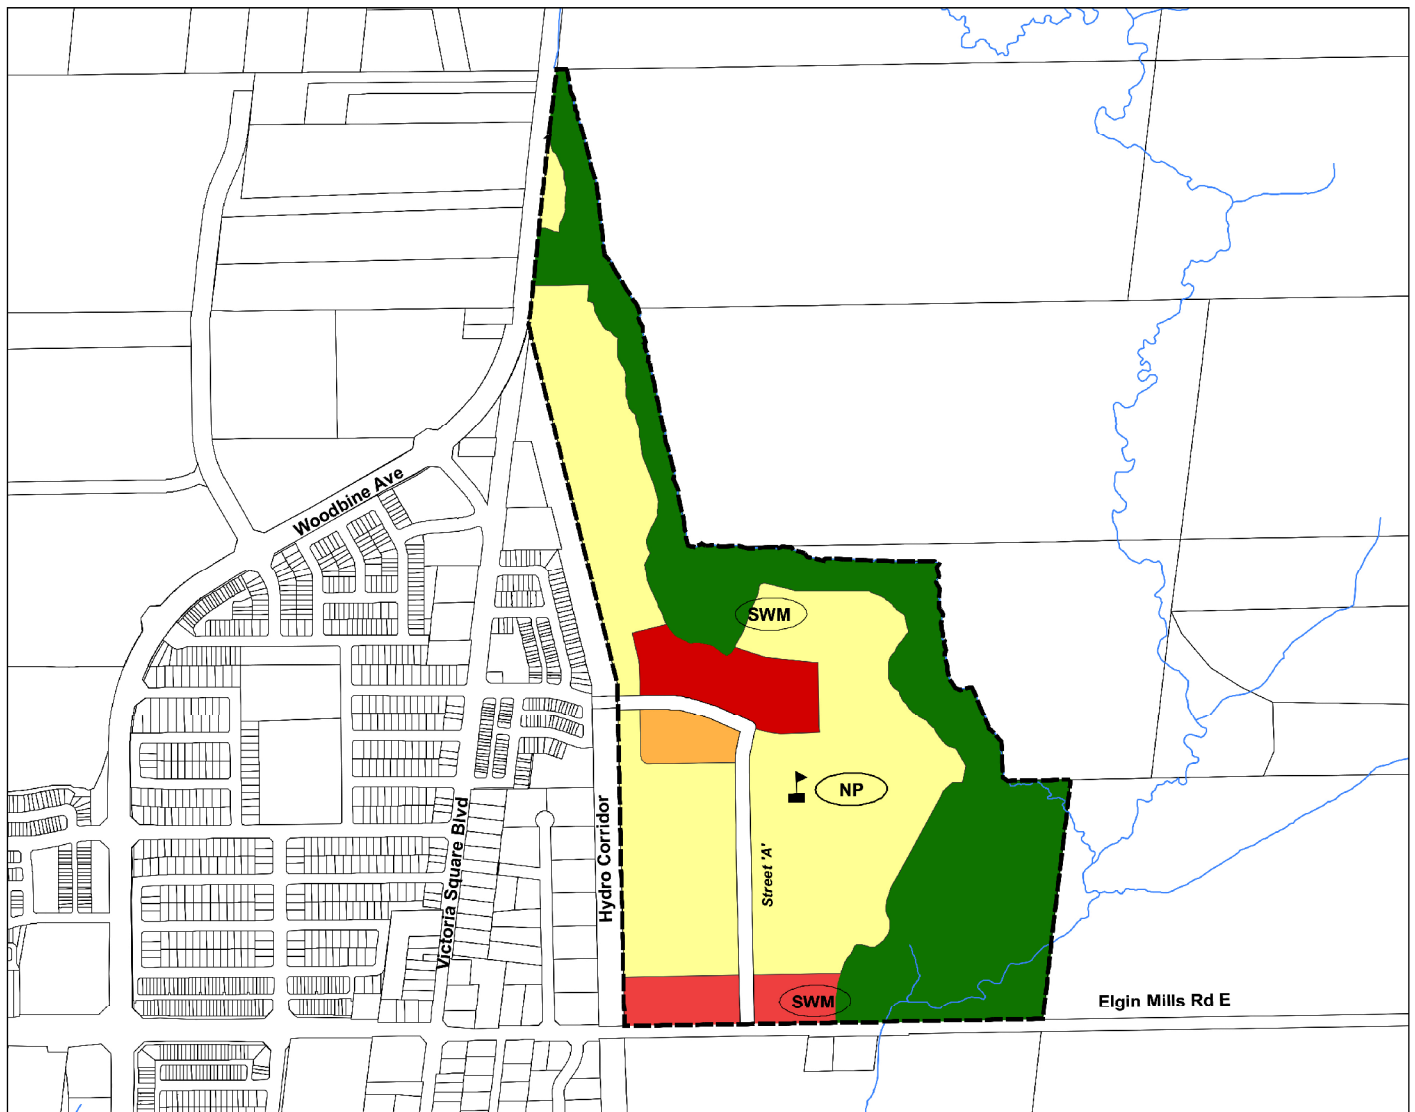 Woodbine Ave
SWM
NP
Street 'A'
Hydro Corridor
Victoria Square Blvd
SWM
Elgin Mills Rd E